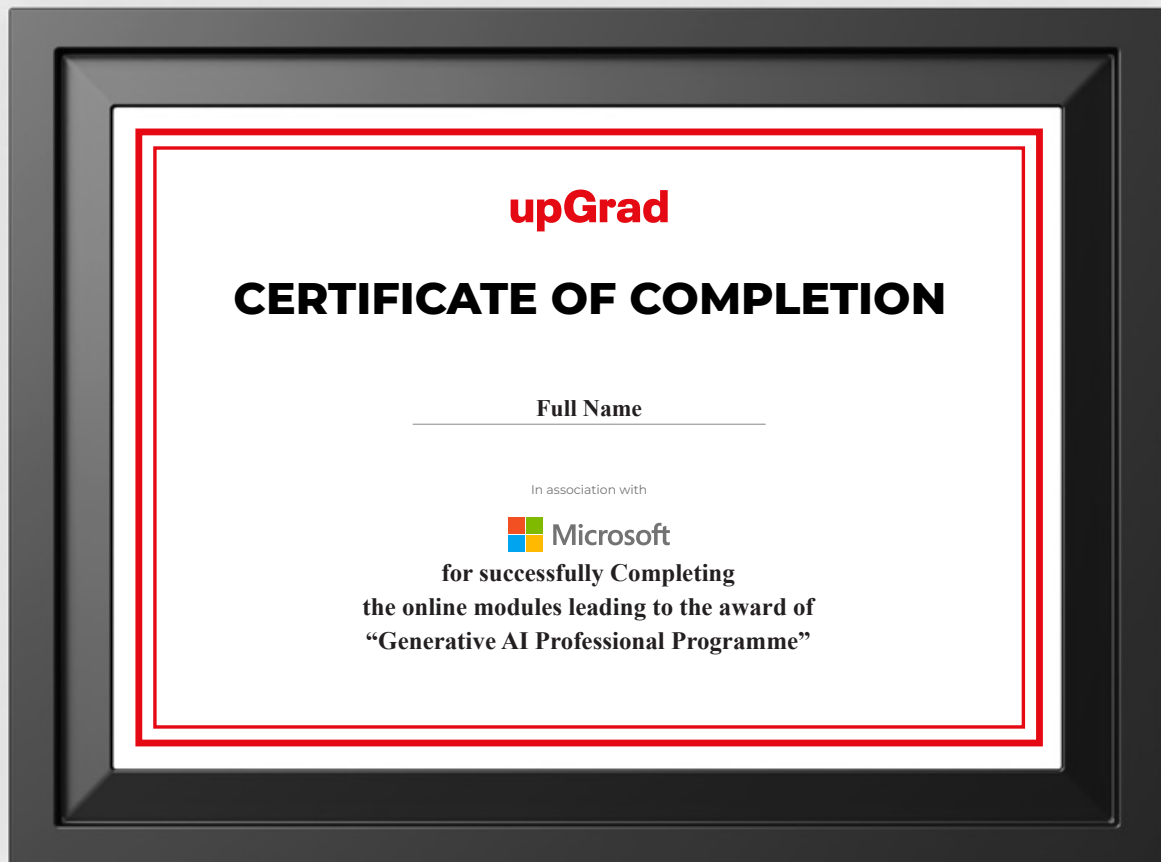 upGrad
CERTIFICATE OF COMPLETION
Full Name
In association with
Microsoft
for successfully Completing
the online modules leading to the award of
“Generative AI Professional Programme”